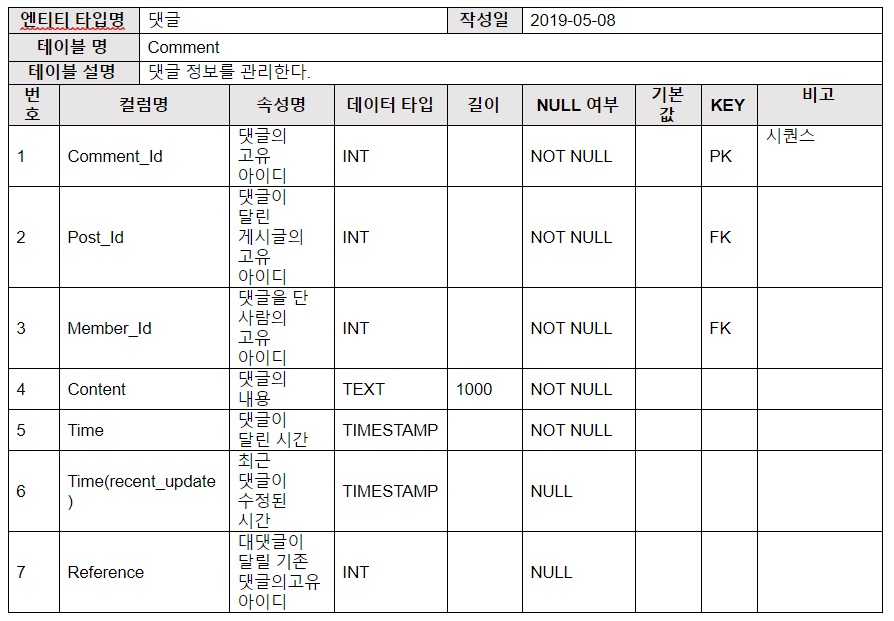 엔티티 타입명 댓글 작성일 2019-05-08
테이블 명 Comment
테이블 설명 댓글 정보를 관리한다.
번
호 컬럼명 속성명 데이터 타입 길이 NULL 여부 기본
값 KEY 비고
1 Comment_Id 댓글의
고유
아이디 INT NOT NULL PK 시퀀스
2 Post_Id 댓글이
달린
게시글의
고유
아이디 INT NOT NULL FK
3 Member_Id 댓글을 단
사람의
고유
아이디 INT NOT NULL FK
4 Content 댓글의
내용 TEXT 1000 NOT NULL
5 Time 댓글이
달린 시간 TIMESTAMP NOT NULL
6 Time(recent_update
) 최근
댓글이
수정된
시간 TIMESTAMP NULL
7 Reference 대댓글이
달릴 기존
댓글의고유
아이디 INT NULL